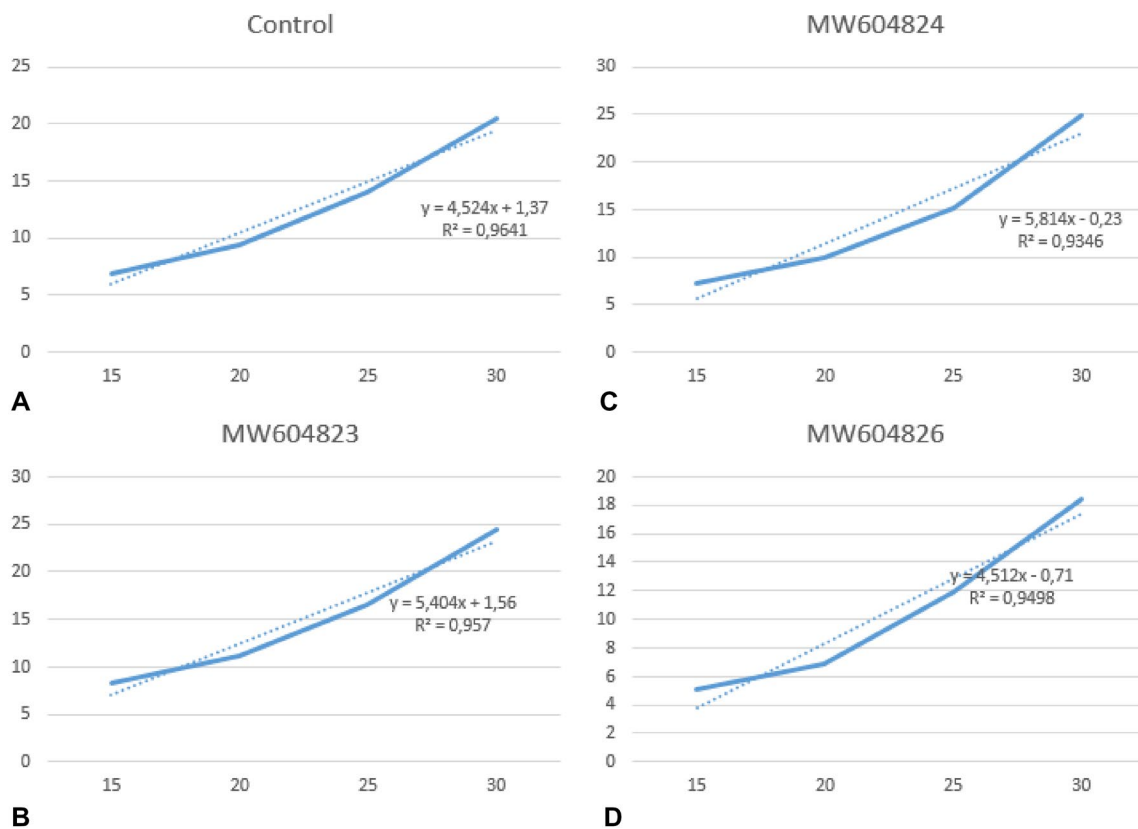 Control
25
20
15
10
5
0
y = 4,524x + 1,37
R² = 0,9641
15 20 25 30
A
MW604824
30
25
20
15
10
5
0
y = 5,814x - 0,23
R² = 0,9346
15 20 25 30
C
MW604823
30
25
20
15
10
5
0
y = 5,404x + 1,56
R² = 0,957
15 20 25 30
B
MW604826
20
18
16
14
12
10
8
6
4
2
0
y = 4,512x - 0,71
R² = 0,9498
15 20 25 30
D